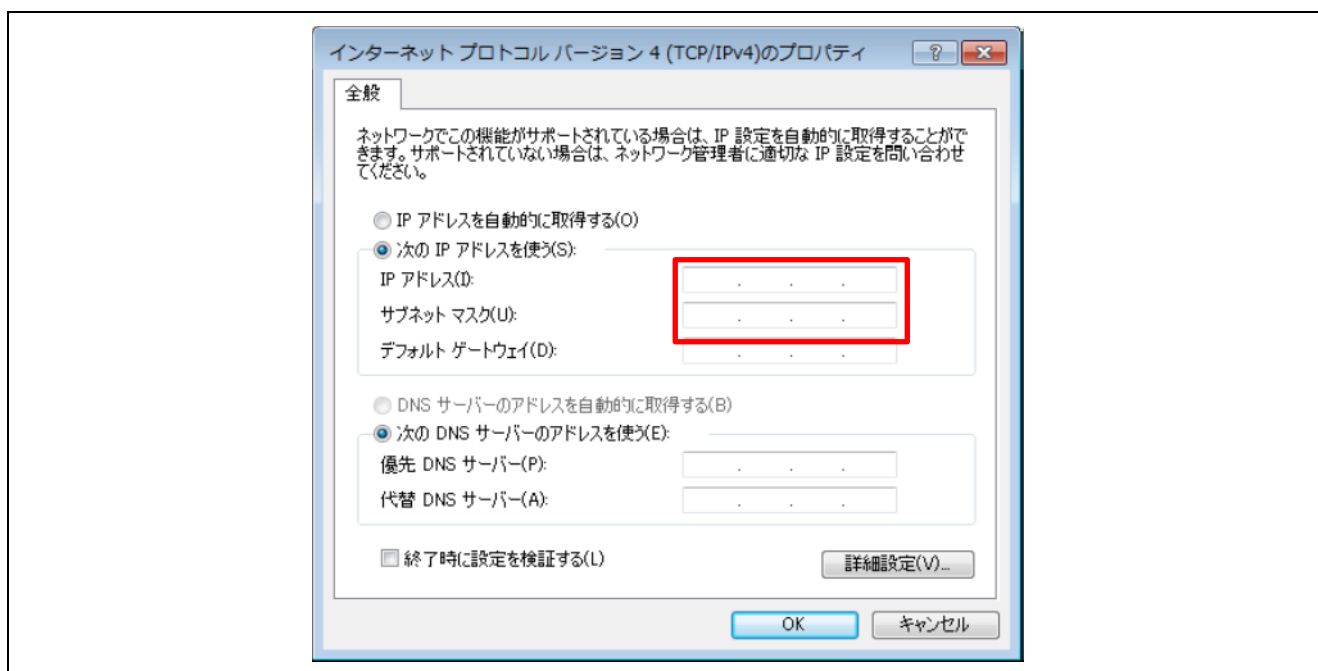 インターネット プロトコル バージョン 4 (TCP/IPv4)のプロパティ
全般
ネットワークでこの機能がサポートされている場合は、IP 設定を自動的に取得することがで
きます。サポートされていない場合は、ネットワーク管理者に適切な IP 設定を問い合わせ
てください。
IP アドレスを自動的に取得する(O)
次の IP アドレスを使う(S):
IP アドレス(I):
サブネット マスク(U):
デフォルト ゲートウェイ(D):
DNS サーバーのアドレスを自動的に取得する(B)
次の DNS サーバーのアドレスを使う(E):
優先 DNS サーバー(P):
代替 DNS サーバー(A):
終了時に設定を検証する(L)
詳細設定(V)...
OK
キャンセル